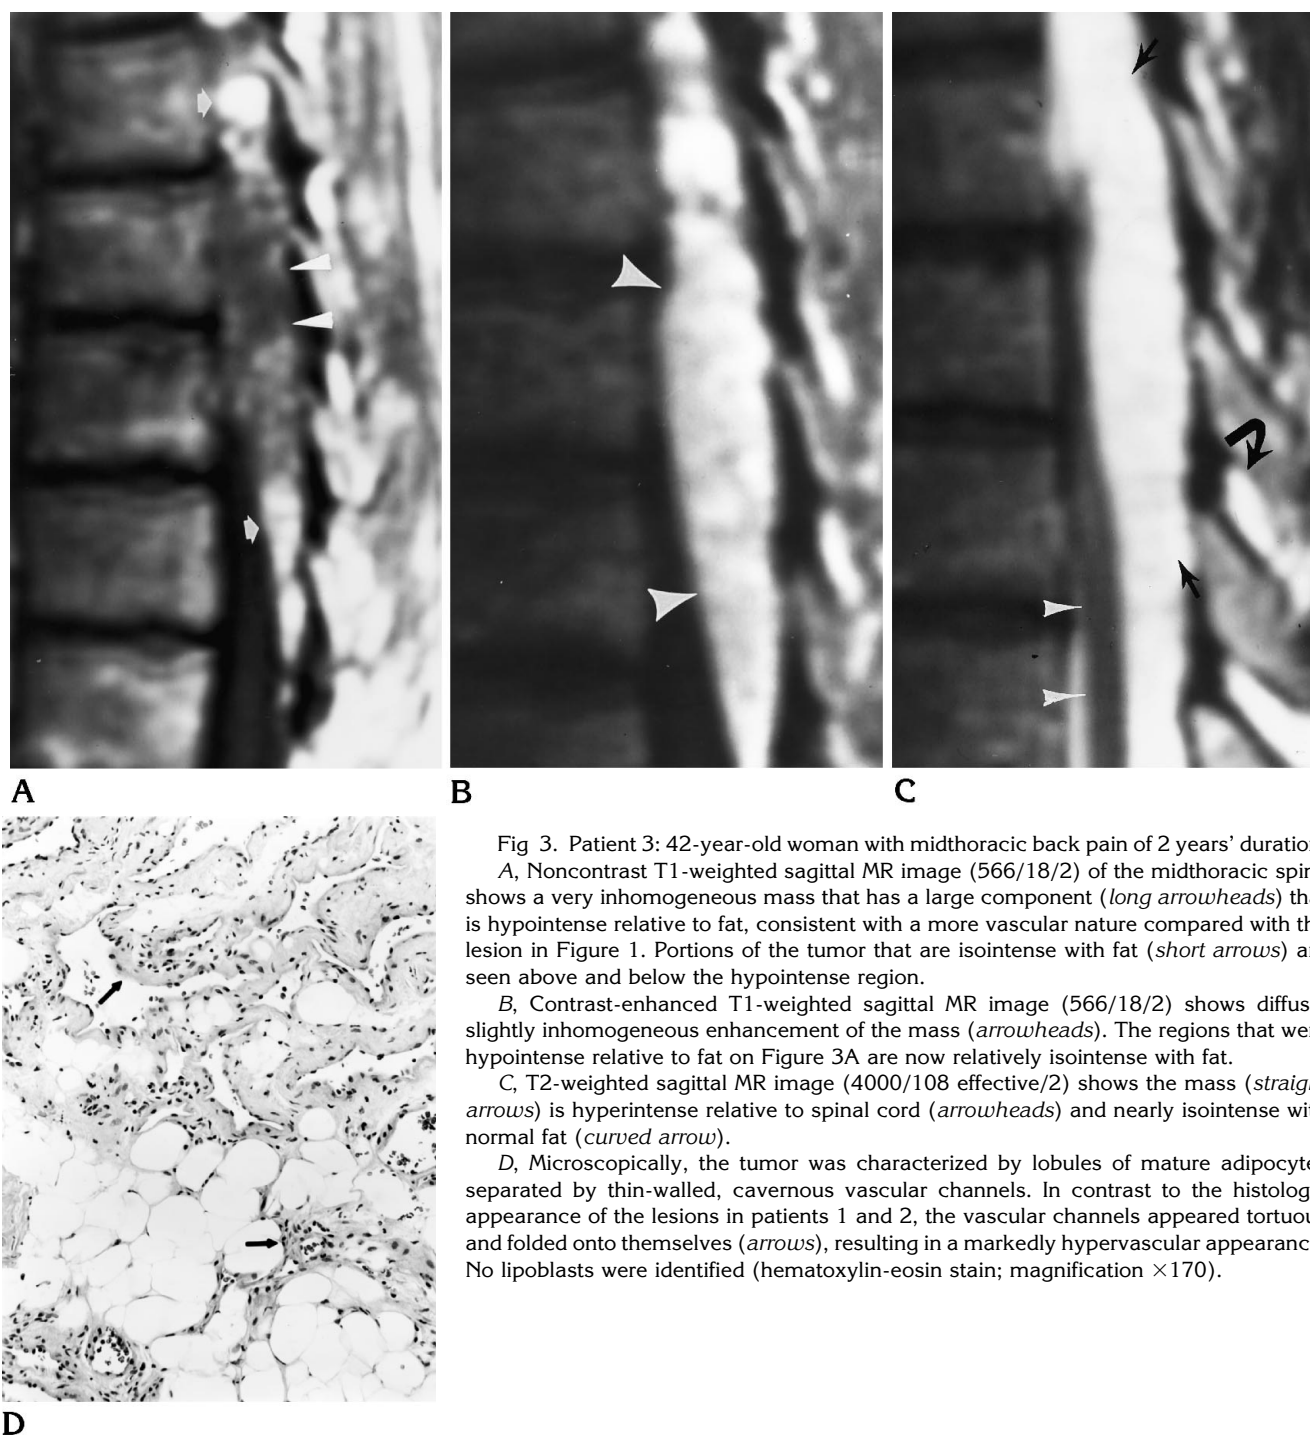 A
B
C
D
Fig 3. Patient 3: 42-year-old woman with midthoracic back pain of 2 years’ duratio
A, Noncontrast T1-weighted sagittal MR image (566/18/2) of the midthoracic spin
shows a very inhomogeneous mass that has a large component (long arrowheads) tha
is hypointense relative to fat, consistent with a more vascular nature compared with th
lesion in Figure 1. Portions of the tumor that are isointense with fat (short arrows) a
seen above and below the hypointense region.
B, Contrast-enhanced T1-weighted sagittal MR image (566/18/2) shows diffus
slightly inhomogeneous enhancement of the mass (arrowheads). The regions that we
hypointense relative to fat on Figure 3A are now relatively isointense with fat.
C, T2-weighted sagittal MR image (4000/108 effective/2) shows the mass (straig
arrows) is hyperintense relative to spinal cord (arrowheads) and nearly isointense wit
normal fat (curved arrow).
D, Microscopically, the tumor was characterized by lobules of mature adipocyte
separated by thin-walled, cavernous vascular channels. In contrast to the histolog
appearance of the lesions in patients 1 and 2, the vascular channels appeared tortuou
and folded onto themselves (arrows), resulting in a markedly hypervascular appearanc
No lipoblasts were identified (hematoxylin-eosin stain; magnification ×170).